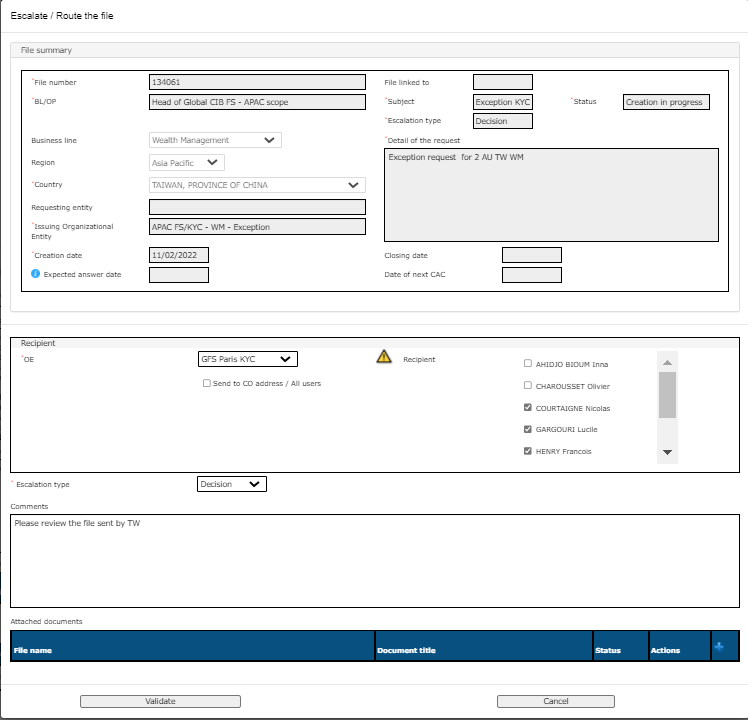 Escalate / Route the file
File summary
*File number 134061 File linked to
*BL/OP Head of Global CIB FS - APAC scope *Subject Exception KYC *Status Creation in progress
*Escalation type Decision
Business line Wealth Management *Detail of the request
Exception request for 2 AU TW WM
Region Asia Pacific
*Country TAIWAN, PROVINCE OF CHINA
Requesting entity
*Issuing Organizational Entity APAC FS/KYC - WM - Exception
*Creation date 11/02/2022 Closing date
i Expected answer date Date of next CAC
Recipient
*OE GFS Paris KYC Recipient
AHIDJO BIOUM Inna
Send to CO address / All users
CHAROUSSET Olivier
COURTAIGNE Nicolas
GARGOURI Lucile
HENRY Francois
* Escalation type Decision
Comments
Please review the file sent by TW
Attached documents
File name Document title Status Actions +
Validate Cancel